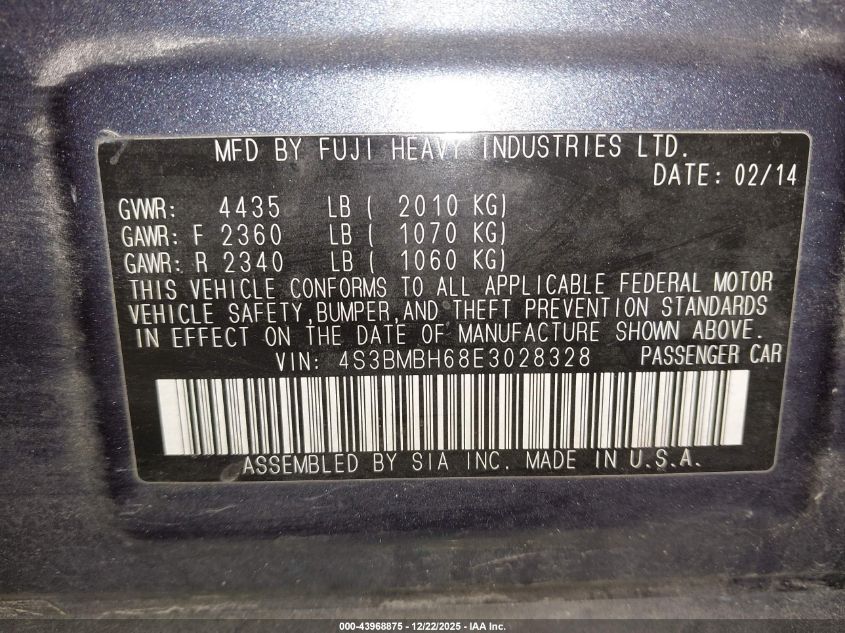 MFD BY FUJI HEAVY INDUSTRIES LTD.
DATE: 02/14
GVWR: 4435 LB ( 2010 KG)
GAWR: F 2360 LB ( 1070 KG)
GAWR: R 2340 LB ( 1060 KG)
THIS VEHICLE CONFORMS TO ALL APPLICABLE FEDERAL MOTOR
VEHICLE SAFETY,BUMPER,AND THEFT PREVENTION STANDARDS
IN EFFECT ON THE DATE OF MANUFACTURE SHOWN ABOVE.
VIN: 4S3BMBH68E3028328 PASSENGER CAR
ASSEMBLED BY SIA INC. MADE IN U.S.A.
000-43968875 - 12/22/2025 - IAA Inc.